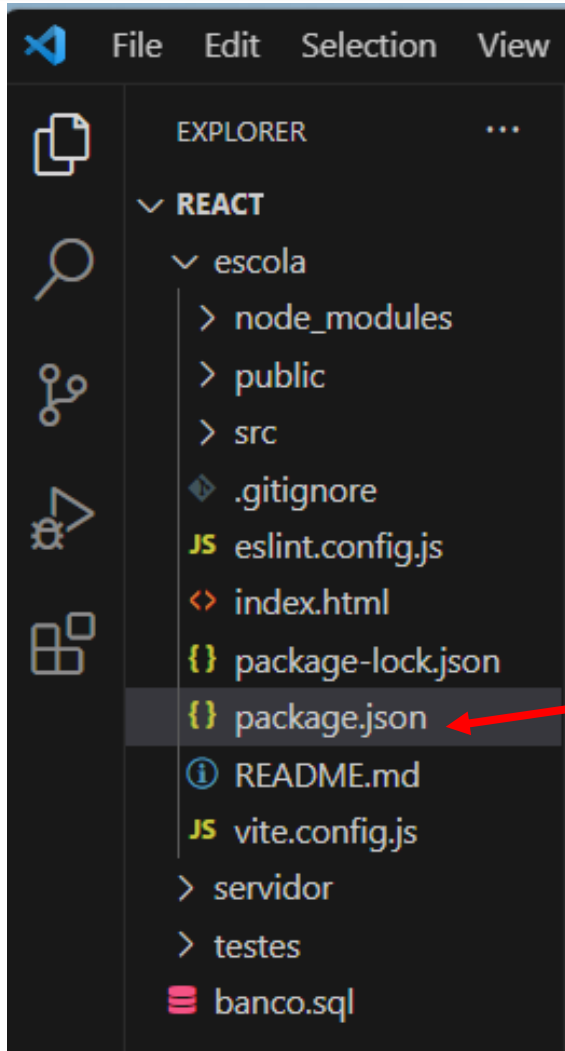 File Edit Selection View
EXPLORER ...
REACT
escola
node_modules
public
src
.gitignore
JS eslint.config.js
<> index.html
{} package-lock.json
{} package.json
README.md
JS vite.config.js
servidor
testes
banco.sql